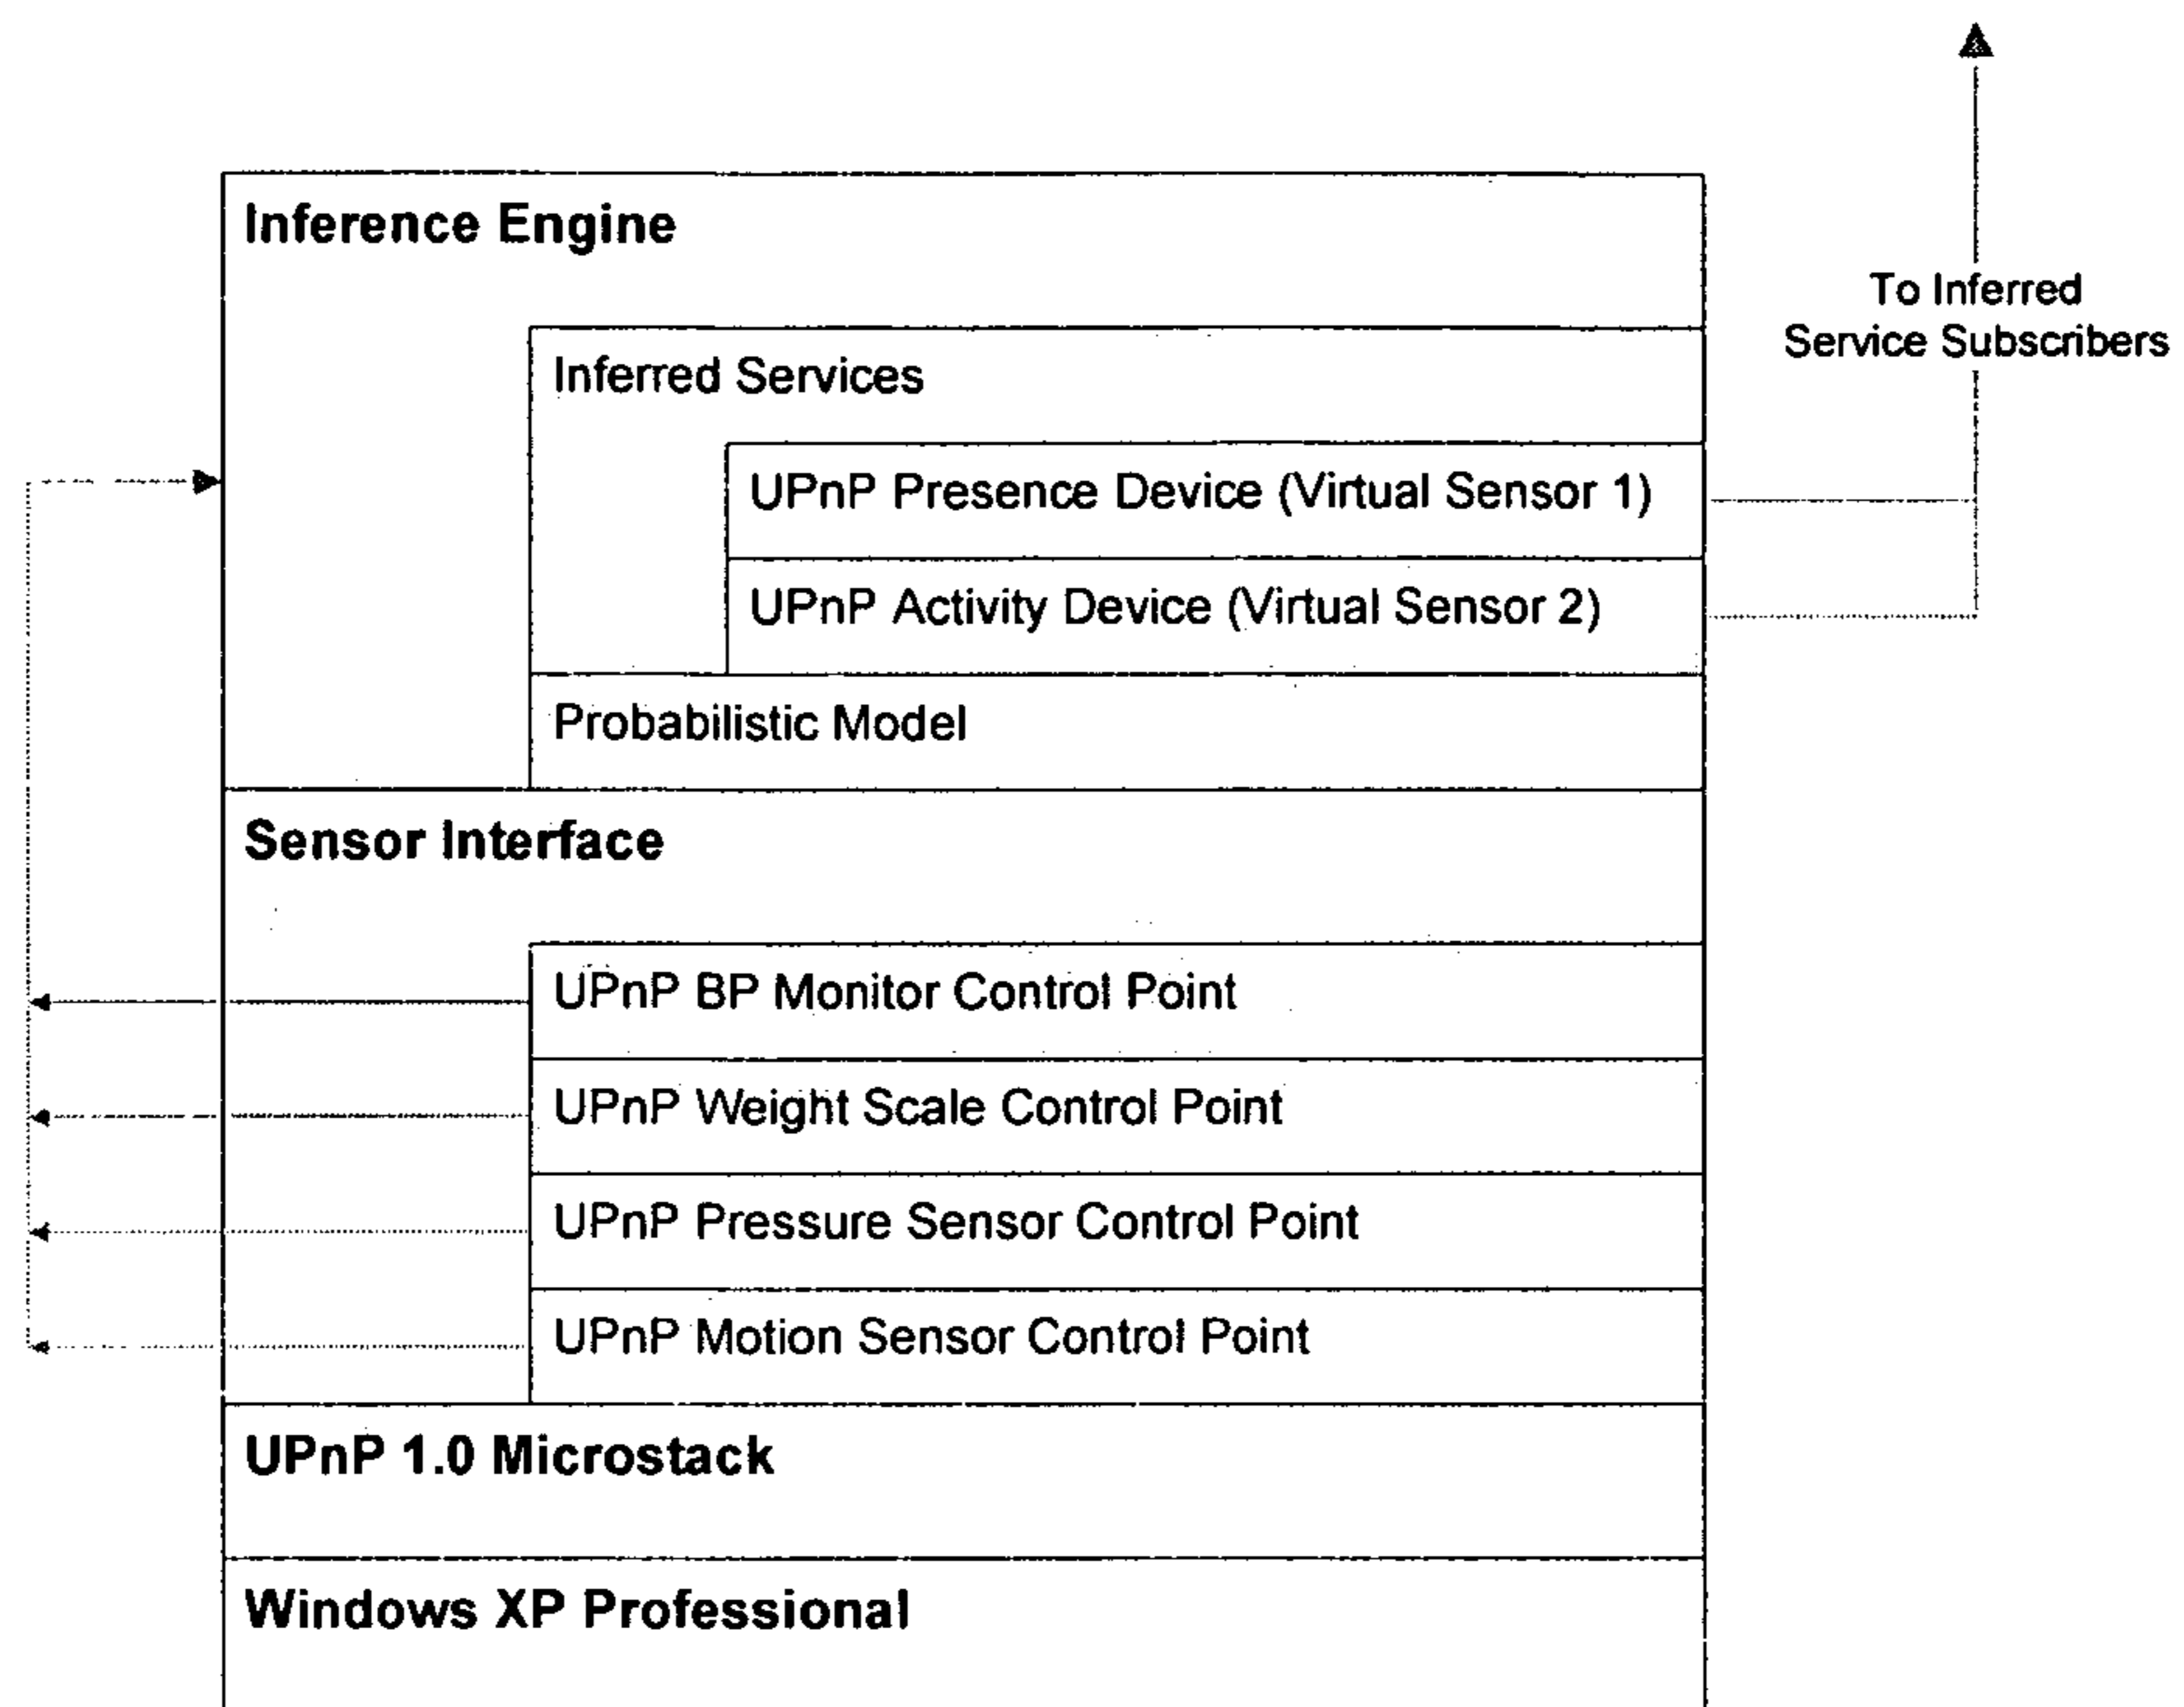 Inference Engine
To Inferred
Service Subscribers
Inferred Services
UPnP Presence Device (Virtual Sensor 1)
UPnP Activity Device (Virtual Sensor 2)
Probabilistic Model
Sensor Interface
UPnP BP Monitor Control Point
UPnP Weight Scale Control Point
UPnP Pressure Sensor Control Point
UPnP Motion Sensor Control Point
UPnP 1.0 Microstack
Windows XP Professional